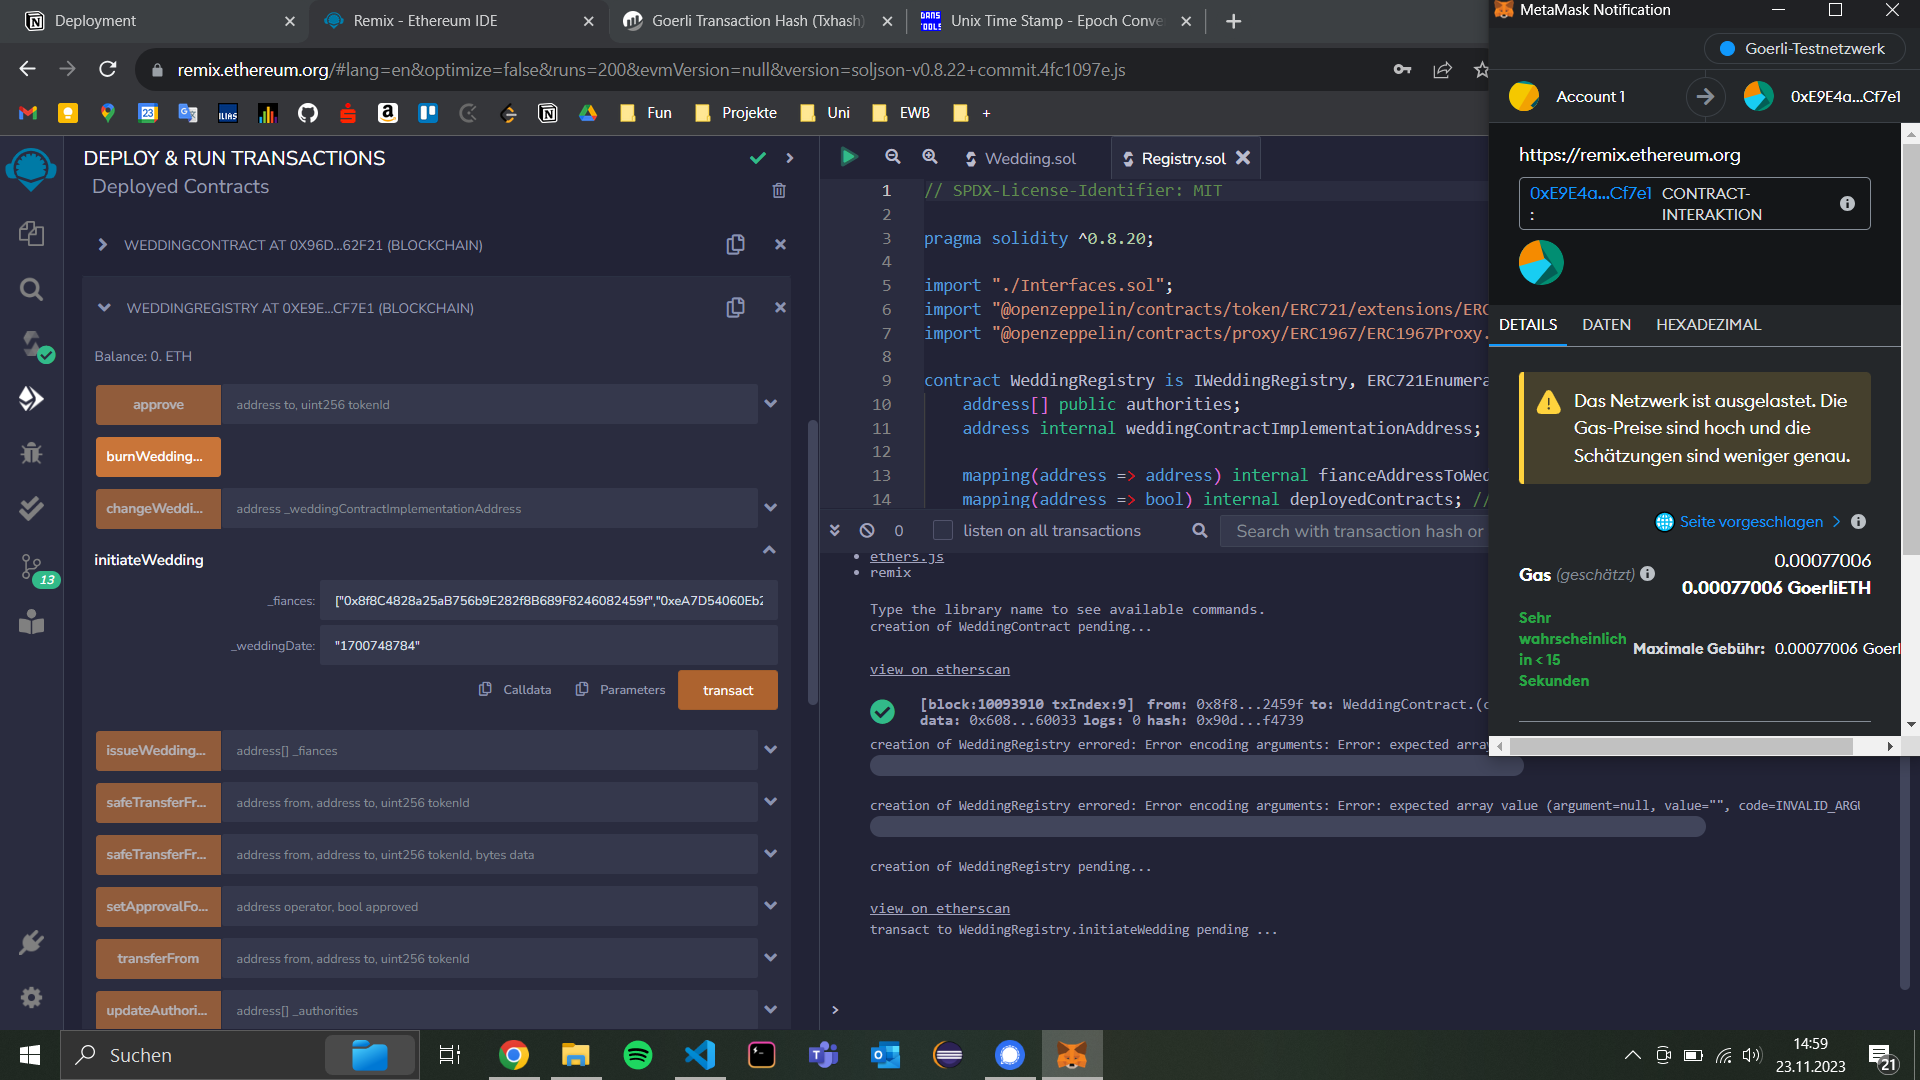 Deployment
Remix - Ethereum IDE
Goerli Transaction Hash (Txhash)
Unix Time Stamp - Epoch Conve
MetaMask Notification
remix.ethereum.org/#lang=en&optimize=false&runs=200&evmVersion=null&version=soljson-v0.8.22+commit.4fc1097e.js
Fun
Projekte
Uni
EWB
+
DEPLOY & RUN TRANSACTIONS
Deployed Contracts
WEDDINGCONTRACT AT 0X96D...62F21 (BLOCKCHAIN)
WEDDINGREGISTRY AT 0XE9E...CF7E1 (BLOCKCHAIN)
Balance: 0. ETH
approve
address to, uint256 tokenId
burnWedding...
changeWeddi...
address _weddingContractImplementationAddress
initiateWedding
_fiances:
["0x8f8C4828a25aB756b9E282f8B689F8246082459f","0xeA7D54060Eb2
_weddingDate:
"1700748784"
Calldata
Parameters
transact
issueWedding...
address[] _fiances
safeTransferFr...
address from, address to, uint256 tokenId
safeTransferFr...
address from, address to, uint256 tokenId, bytes data
setApprovalFo...
address operator, bool approved
transferFrom
address from, address to, uint256 tokenId
updateAuthori...
address[] _authorities
13
Wedding.sol
Registry.sol
1 // SPDX-License-Identifier: MIT
2
3 pragma solidity ^0.8.20;
4
5 import "./Interfaces.sol";
6 import "@openzeppelin/contracts/token/ERC721/extensions/ERC
7 import "@openzeppelin/contracts/proxy/ERC1967/ERC1967Proxy.
8
9 contract WeddingRegistry is IWeddingRegistry, ERC721Enumera
10 address[] public authorities;
11 address internal weddingContractImplementationAddress;
12
13 mapping(address => address) internal fianceAddressToWed
14 mapping(address => bool) internal deployedContracts; //
0
listen on all transactions
Search with transaction hash or
ethers.js
remix
Type the library name to see available commands.
creation of WeddingContract pending...
view on etherscan
[block:10093910 txIndex:9] from: 0x8f8...2459f to: WeddingContract.(c
data: 0x608...60033 logs: 0 hash: 0x90d...f4739
creation of WeddingRegistry errored: Error encoding arguments: Error: expected array
creation of WeddingRegistry errored: Error encoding arguments: Error: expected array value (argument=null, value="", code=INVALID_ARGU
creation of WeddingRegistry pending...
view on etherscan
transact to WeddingRegistry.initiateWedding pending ...
>
Goerli-Testnetzwerk
Account 1
0xE9E4a...Cf7e1
https://remix.ethereum.org
0xE9E4a...Cf7e1 CONTRACT-
: INTERAKTION
DETAILS
DATEN
HEXADEZIMAL
Das Netzwerk ist ausgelastet. Die
Gas-Preise sind hoch und die
Schätzungen sind weniger genau.
Seite vorgeschlagen >
0.00077006
Gas (geschätzt)
0.00077006 GoerliETH
Sehr
wahrscheinlich
in < 15
Sekunden
Maximale Gebühr: 0.00077006 Goerl
Suchen
14:59
23.11.2023
21